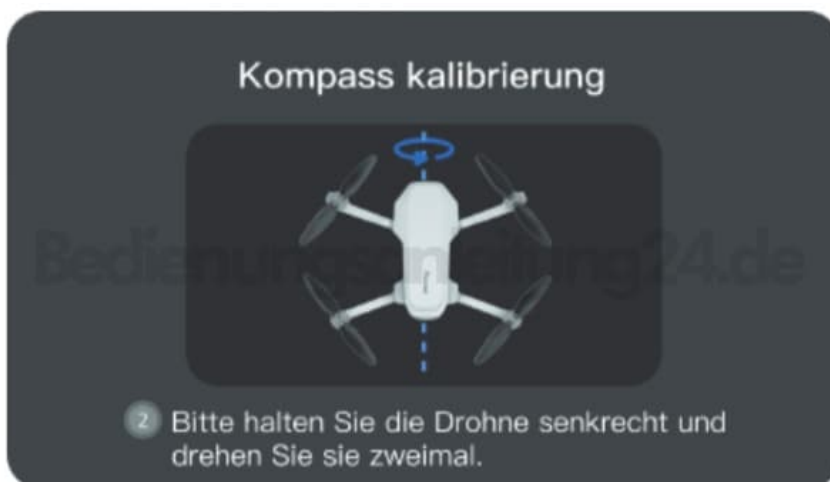 Kompass kalibrierung
Bedienungsanleitung24.de
2 Bitte halten Sie die Drohne senkrecht und
drehen Sie sie zweimal.